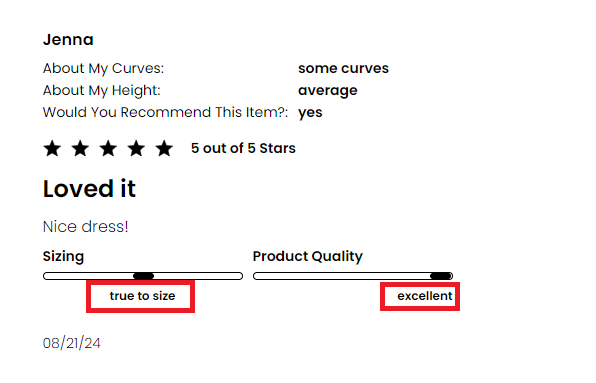 Jenna
About My Curves: some curves
About My Height: average
Would You Recommend This Item?: yes
5 out of 5 Stars
Loved it
Nice dress!
Sizing Product Quality
true to size excellent
08/21/24